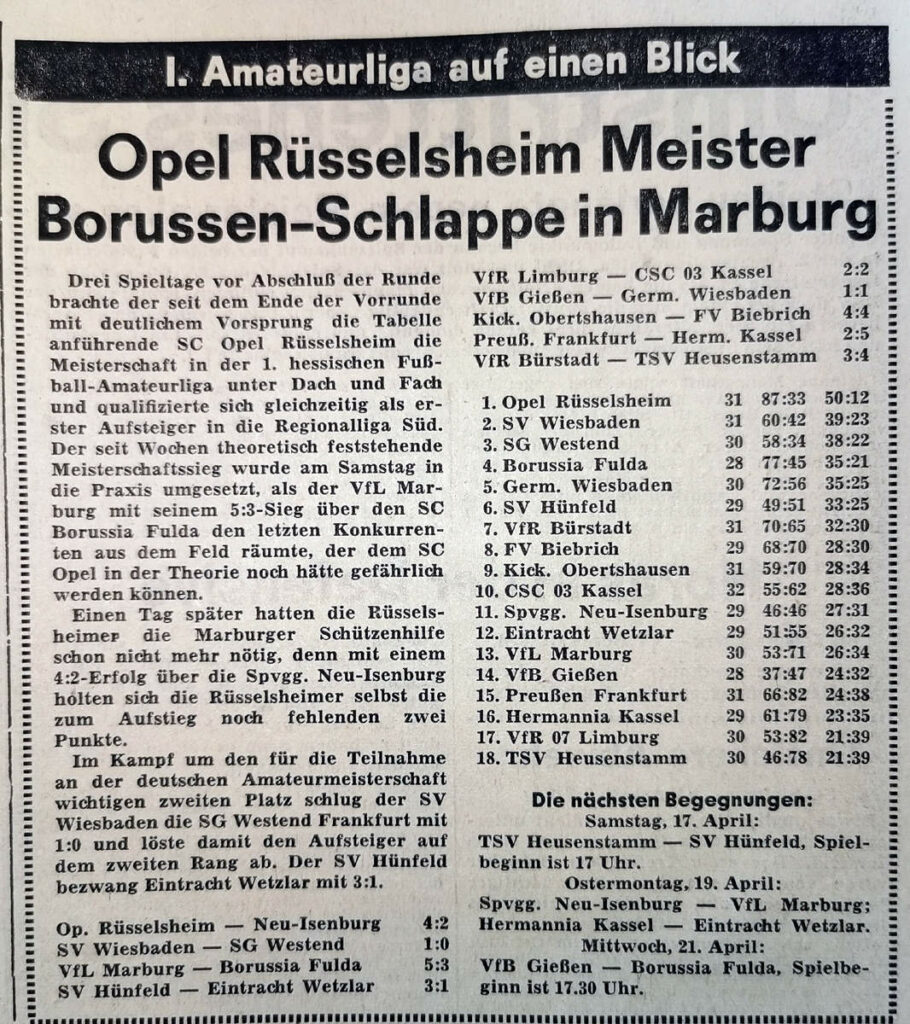 I. Amateurliga auf einen Blick
Opel Rüsselsheim Meister
Borussen-Schlappe in Marburg
Drei Spieltage vor Abschluß der Runde
brachte der seit dem Ende der Vorrunde
mit deutlichem Vorsprung die Tabelle
anführende SC Opel Rüsselsheim die
Meisterschaft in der 1. hessischen Fuß-
ball-Amateurliga unter Dach und Fach
und qualifizierte sich gleichzeitig als er-
ster Aufsteiger in die Regionalliga Süd.
Der seit Wochen theoretisch feststehende
Meisterschaftssieg wurde am Samstag in
die Praxis umgesetzt, als der VfL Mar-
burg mit seinem 5:3-Sieg über den SC
Borussia Fulda den letzten Konkurren-
ten aus dem Feld räumte, der dem SC
Opel in der Theorie noch hätte gefährlich
werden können.
Einen Tag später hatten die Rüssels-
heimer die Marburger Schützenhilfe
schon nicht mehr nötig, denn mit einem
4:2-Erfolg über die Spvgg. Neu-Isenburg
holten sich die Rüsselsheimer selbst die
zum Aufstieg noch fehlenden zwei
Punkte.
Im Kampf um den für die Teilnahme
an der deutschen Amateurmeisterschaft
wichtigen zweiten Platz schlug der SV
Wiesbaden die SG Westend Frankfurt mit
1:0 und löste damit den Aufsteiger auf
dem zweiten Rang ab. Der SV Hünfeld
bezwang Eintracht Wetzlar mit 3:1.
Op. Rüsselsheim — Neu-Isenburg 4:2
SV Wiesbaden — SG Westend 1:0
VfL Marburg — Borussia Fulda 5:3
SV Hünfeld — Eintracht Wetzlar 3:1
VfR Limburg — CSC 03 Kassel 2:2
VfB Gießen — Germ. Wiesbaden 1:1
Kick. Obertshausen — FV Biebrich 4:4
Preuß. Frankfurt — Herm. Kassel 2:5
VfR Bürstadt — TSV Heusenstamm 3:4
1. Opel Rüsselsheim 31 87:33 50:12
2. SV Wiesbaden 31 60:42 39:23
3. SG Westend 30 58:34 38:22
4. Borussia Fulda 28 77:45 35:21
5. Germ. Wiesbaden 30 72:56 35:25
6. SV Hünfeld 29 49:51 33:25
7. VfR Bürstadt 31 70:65 32:30
8. FV Biebrich 29 68:70 28:30
9. Kick. Obertshausen 31 59:70 28:34
10. CSC 03 Kassel 32 55:62 28:36
11. Spvgg. Neu-Isenburg 29 46:46 27:31
12. Eintracht Wetzlar 29 51:55 26:32
13. VfL Marburg 30 53:71 26:34
14. VfB Gießen 28 37:47 24:32
15. Preußen Frankfurt 31 66:82 24:38
16. Hermannia Kassel 29 61:79 23:35
17. VfR 07 Limburg 30 53:82 21:39
18. TSV Heusenstamm 30 46:78 21:39
Die nächsten Begegnungen:
Samstag, 17. April:
TSV Heusenstamm — SV Hünfeld, Spiel-
beginn ist 17 Uhr.
Ostermontag, 19. April:
Spvgg. Neu-Isenburg — VfL Marburg;
Hermannia Kassel — Eintracht Wetzlar.
Mittwoch, 21. April:
VfB Gießen — Borussia Fulda, Spielbe-
ginn ist 17.30 Uhr.